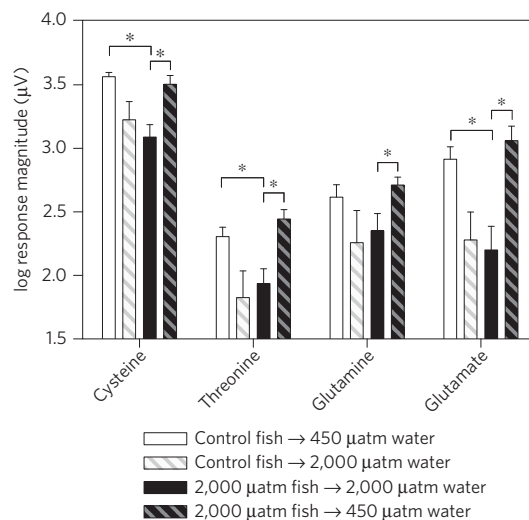 log response magnitude (µV)
4.0
3.5
3.0
2.5
2.0
1.5
* *
* *
*
* *
Cysteine
Threonine
Glutamine
Glutamate
Control fish → 450 µatm water
Control fish → 2,000 µatm water
2,000 µatm fish → 2,000 µatm water
2,000 µatm fish → 450 µatm water